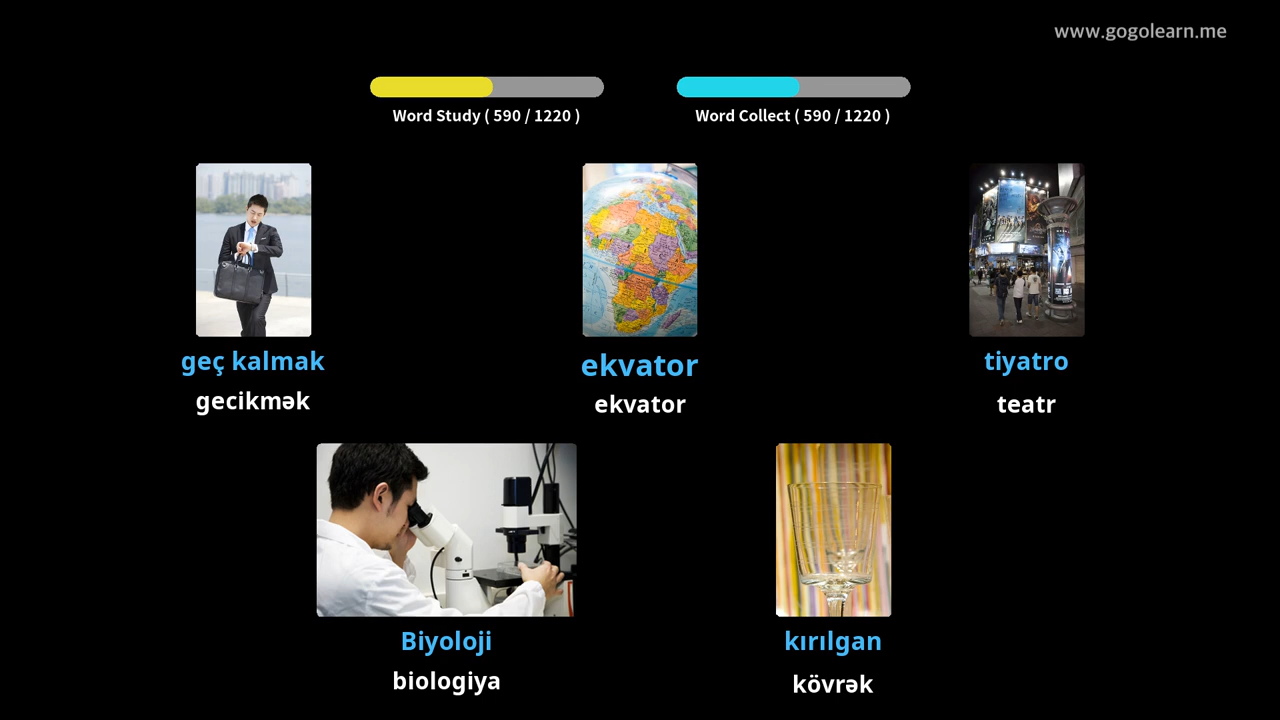 www.gogolearn.me
Word Study ( 590 / 1220 )
Word Collect ( 590 / 1220 )
geç kalmak
gecikmək
ekvator
ekvator
tiyatro
teatr
Biyoloji
biologiya
kırılgan
kövrək